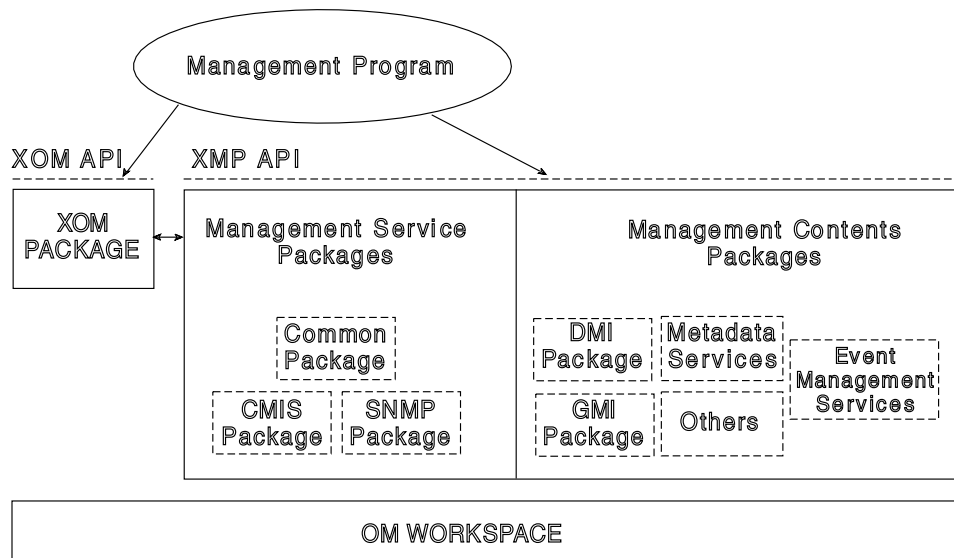 Management Program
XOM API
XMP API
XOM
PACKAGE
Management Service
Packages
Management Contents
Packages
Common
Package
CMIS
Package
SNMP
Package
DMI
Package
Metadata
Services
GMI
Package
Others
Event
Management
Services
OM WORKSPACE